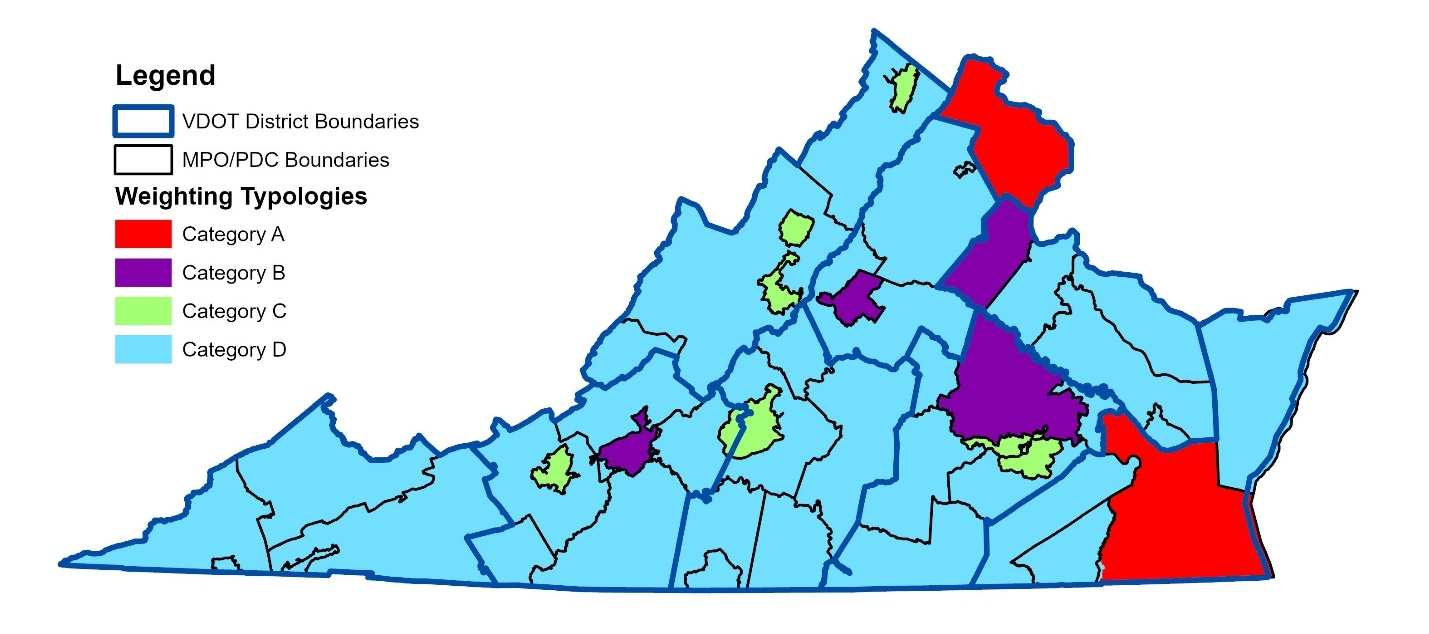 Legend
VDOT District Boundaries
MPO/PDC Boundaries
Weighting Typologies
Category A
Category B
Category C
Category D